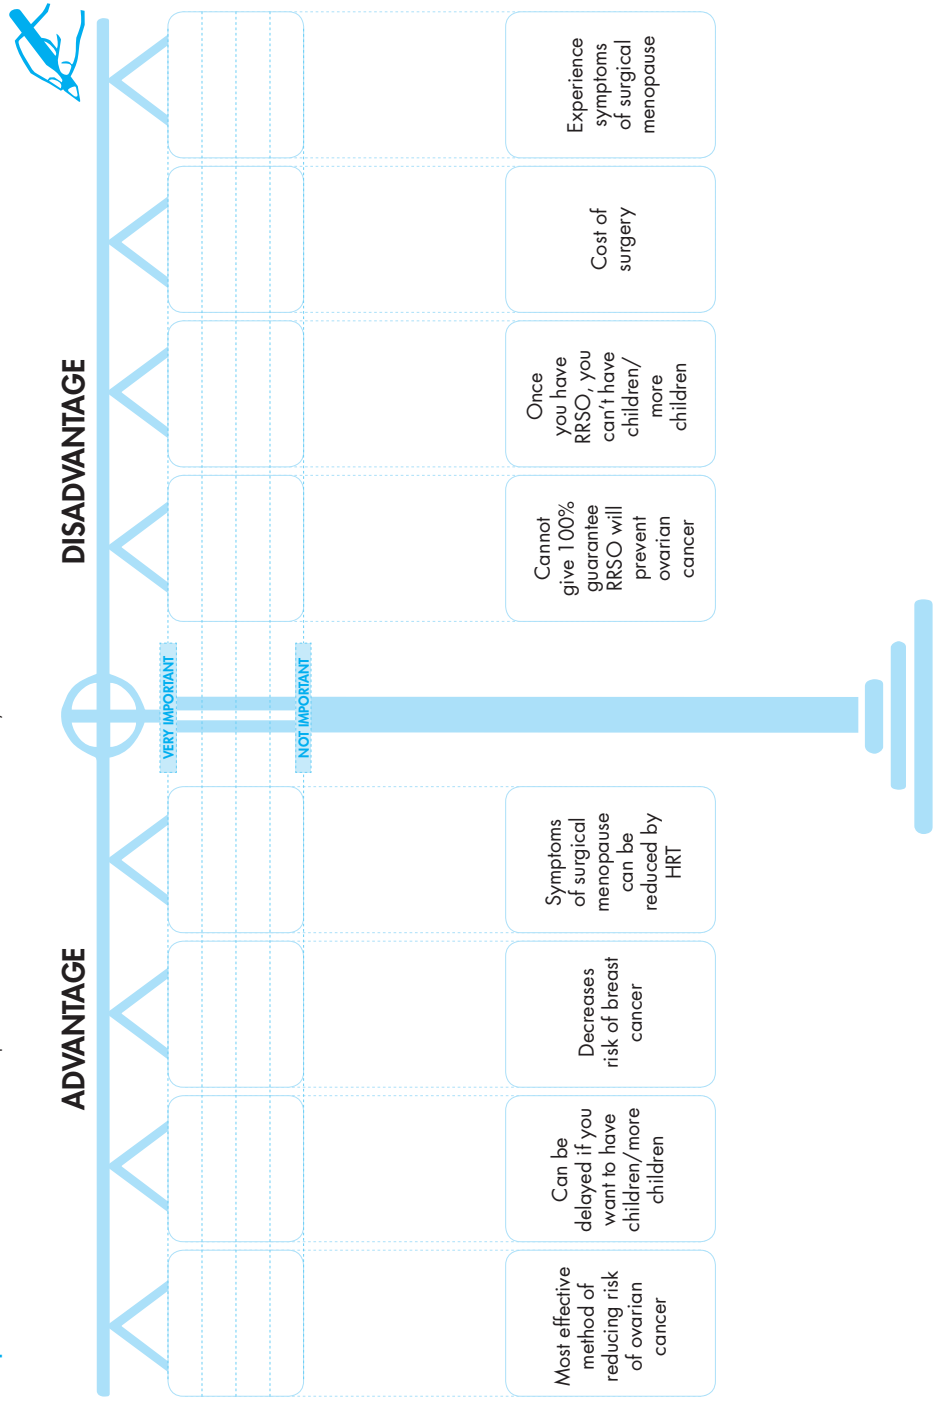 ADVANTAGE
DISADVANTAGE
VERY IMPORTANT
NOT IMPORTANT
Most effective
method of
reducing risk
of ovarian
cancer
Can be
delayed if you
want to have
children/more
children
Decreases
risk of breast
cancer
Symptoms
of surgical
menopause
can be
reduced by
HRT
Cannot
give 100%
guarantee
RRSO will
prevent
ovarian
cancer
Once
you have
RRSO, you
can't have
children/
more
children
Cost of
surgery
Experience
symptoms
of surgical
menopause